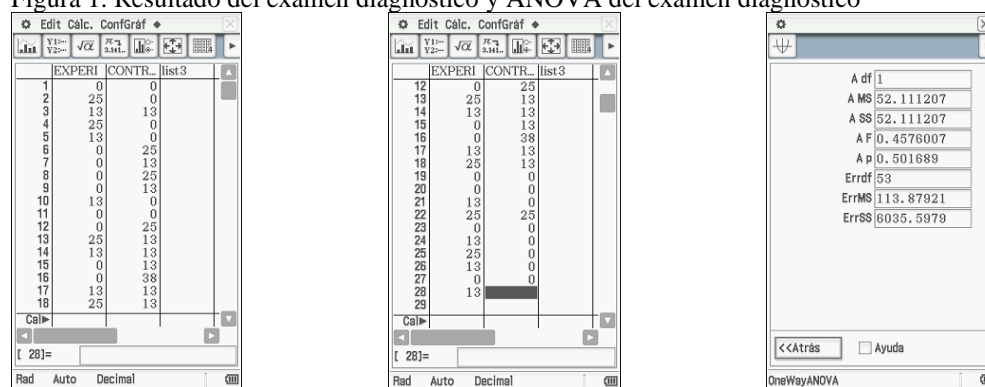 Figura 1. Resultado del examen diagnóstico y ANOVA del examen diagnóstico
Edit Cálc. ConfGráf
EXPERI CONTR... list3
1 0 0
2 25 0
3 13 13
4 25 0
5 13 0
6 0 25
7 0 13
8 0 25
9 0 13
10 13 0
11 0 0
12 0 25
13 25 13
14 13 13
15 0 13
16 0 38
17 13 13
18 25 13
Cal▶
[ 28]=
Rad Auto Decimal
Edit Cálc. ConfGráf
EXPERI CONTR... list3
12 0 25
13 25 13
14 13 13
15 0 13
16 0 38
17 13 13
18 25 13
19 0 0
20 0 0
21 13 0
22 25 25
23 0 0
24 13 0
25 25 0
26 13 0
27 0 0
28 13
29
Cal▶
[ 28]=
Rad Auto Decimal
A df 1
A MS 52.111207
A SS 52.111207
A F 0.4576007
A p 0.501689
Errdf 53
ErrMS 113.87921
ErrSS 6035.5979
<<Atrás Ayuda
OneWayANOVA